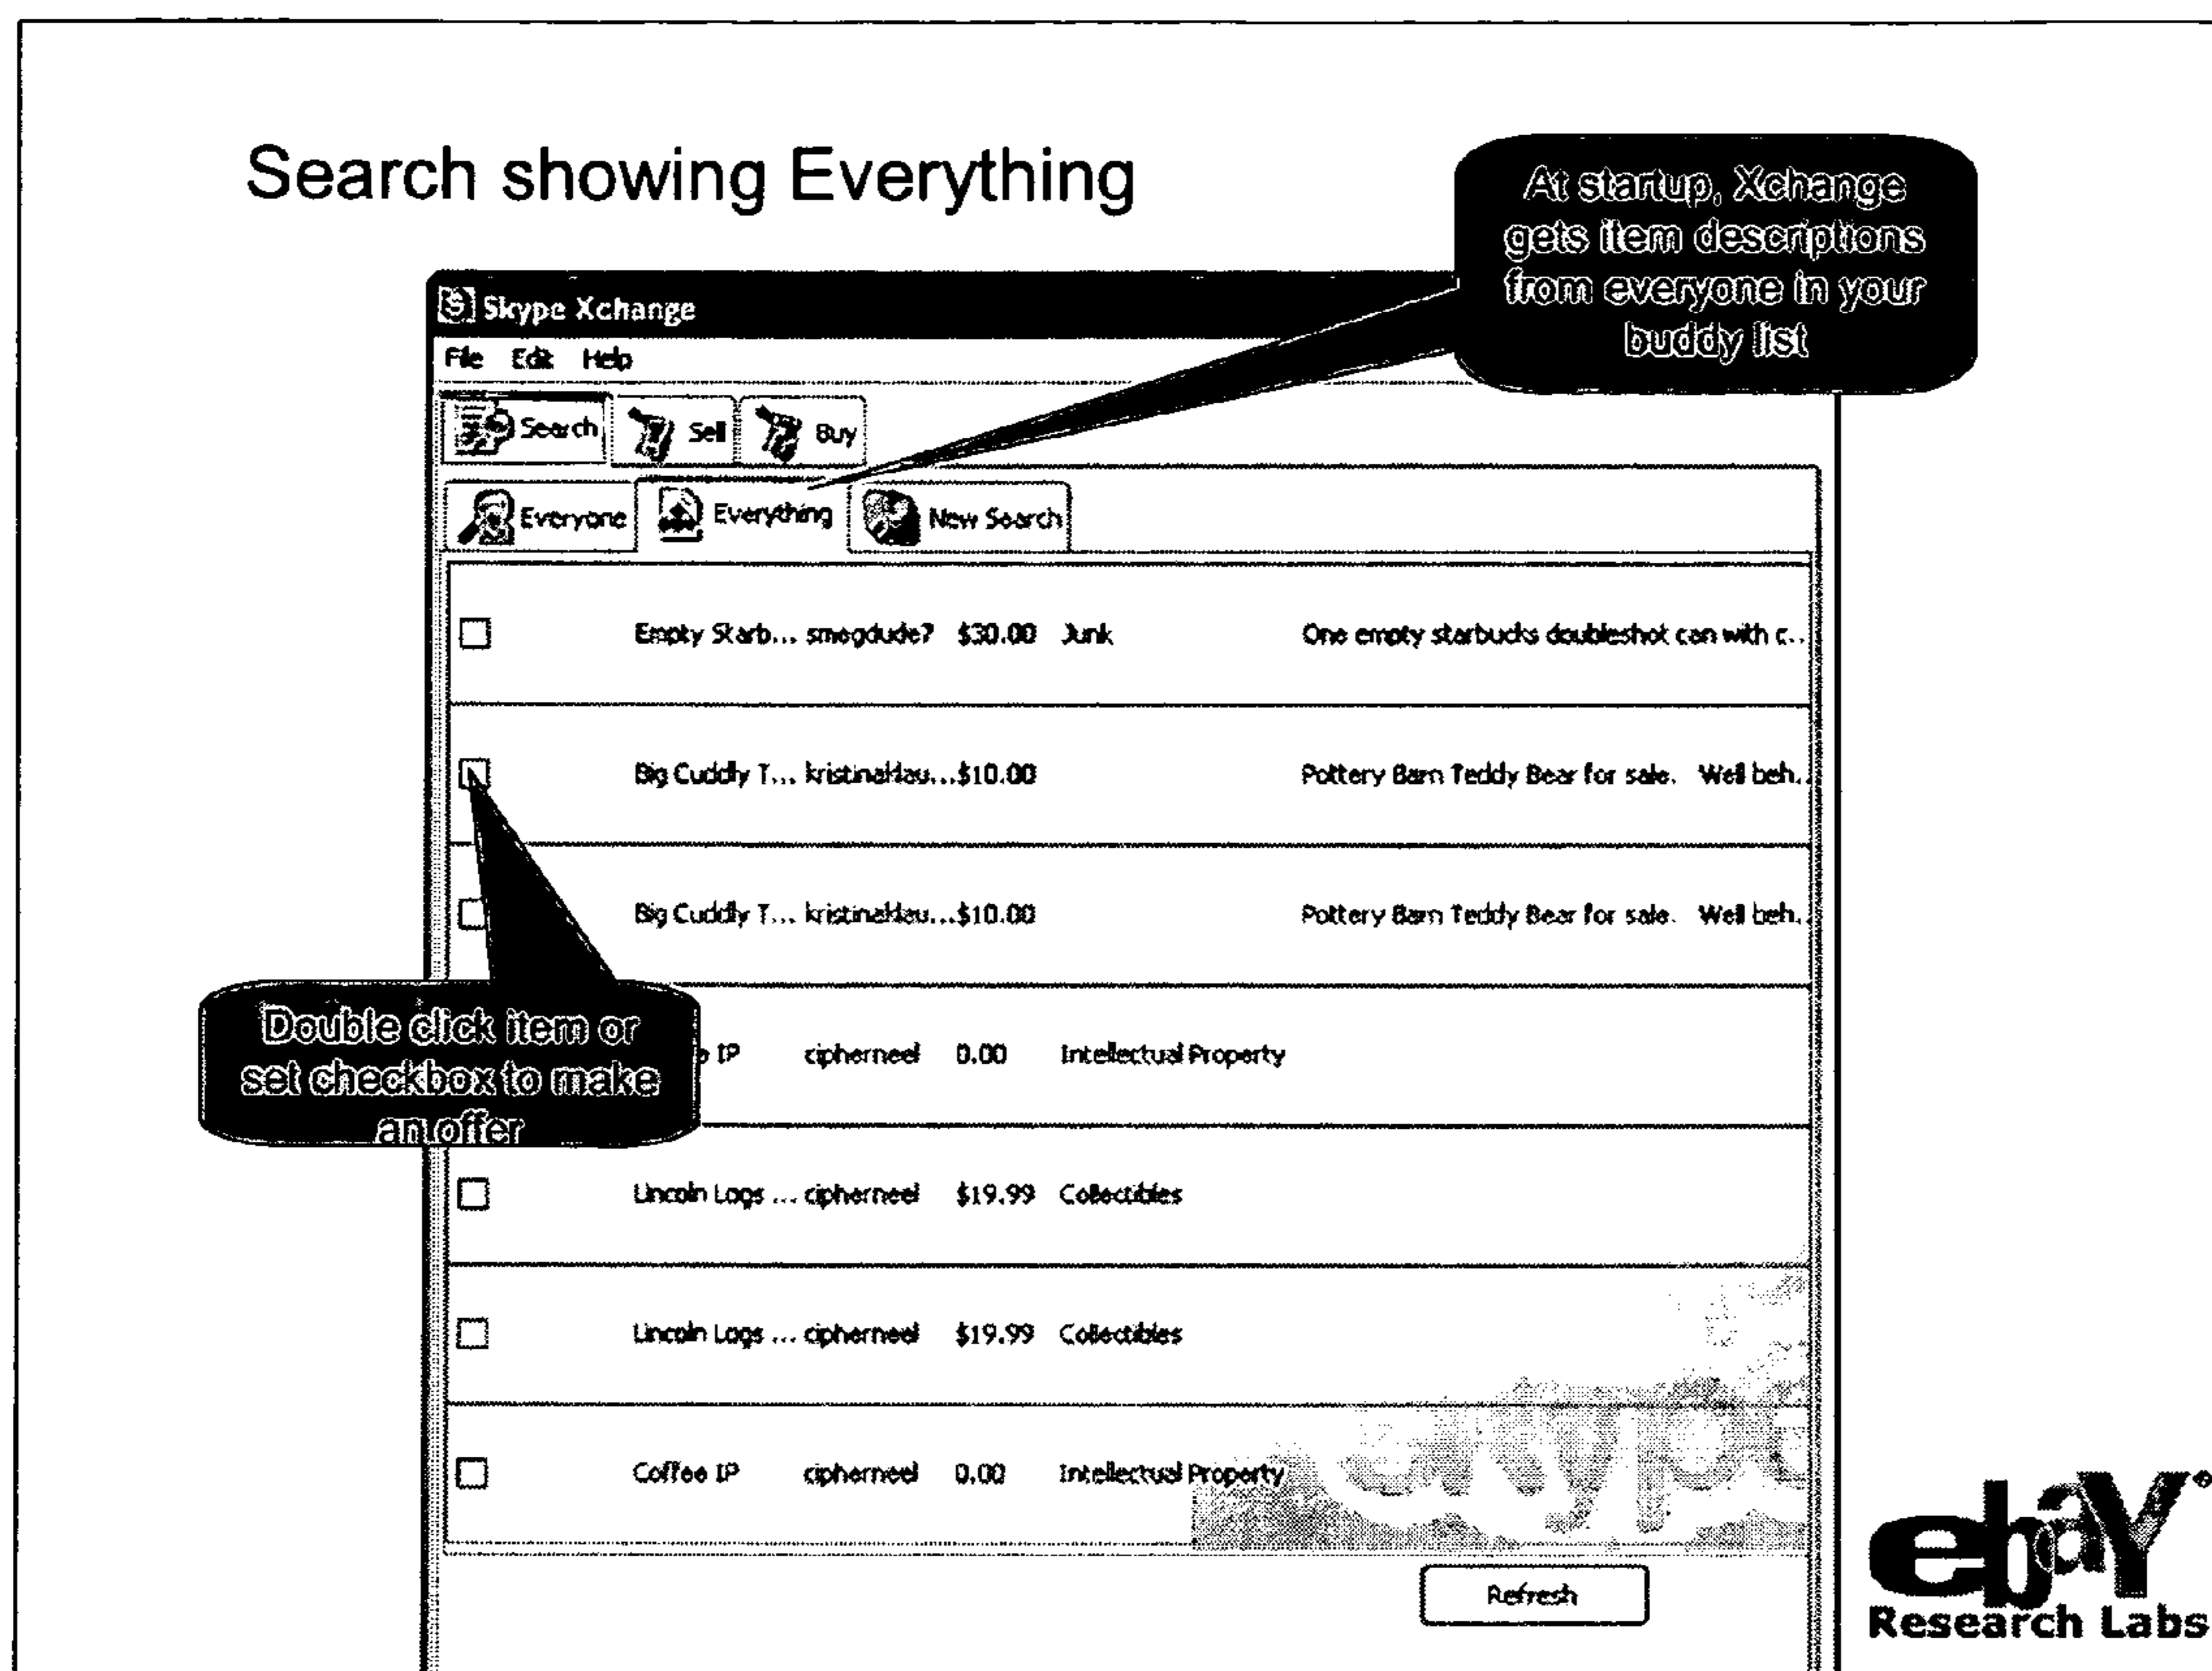 Search showing Everything
At startup, Xchange
gets item descriptions
from everyone in your
buddy list
Skype Xchange
File Edit Help
Search Sell Buy
Everyone Everything New Search
Empty Starb... smogdude? $30.00 Junk One empty starbucks doubleshot can with c..
Big Cuddly T... kristinaklau...$10.00 Pottery Barn Teddy Bear for sale. Well beh..
Big Cuddly T... kristinaklau...$10.00 Pottery Barn Teddy Bear for sale. Well beh..
Double click item or
set checkbox to make
an offer
IP cipherneel 0.00 Intellectual Property
Lincoln Logs ... cipherneel $19.99 Collectibles
Lincoln Logs ... cipherneel $19.99 Collectibles
Coffee IP cipherneel 0.00 Intellectual Property
skype
Refresh
ebaY®
Research Labs